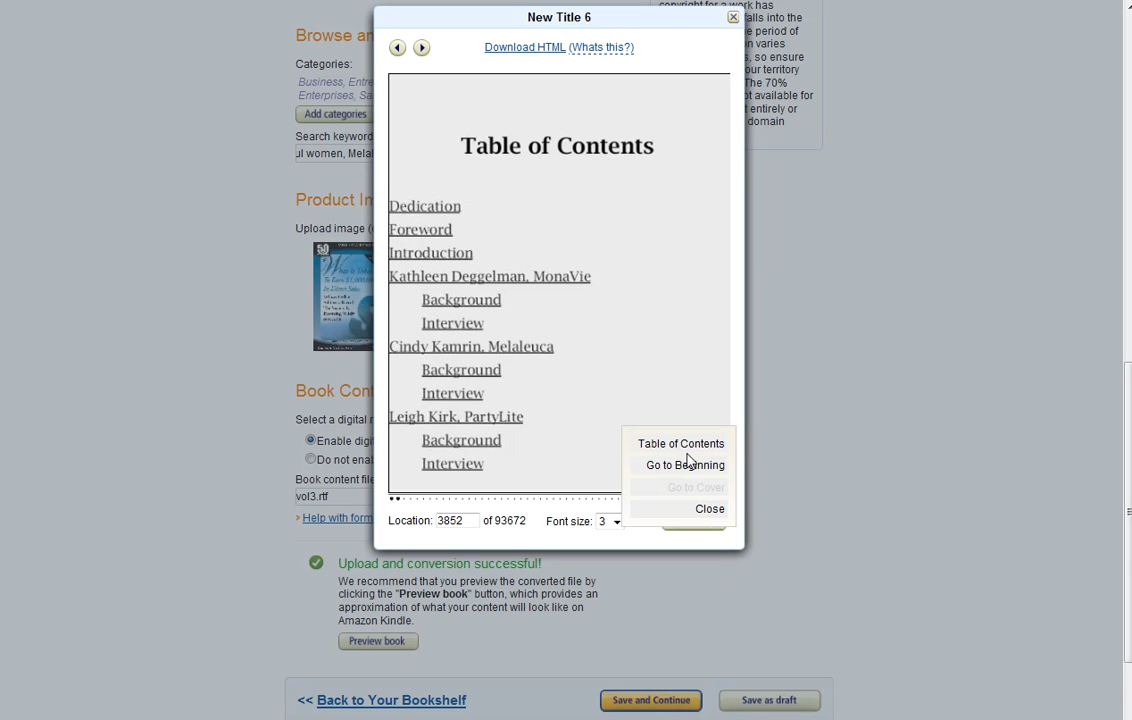 New Title 6
Download HTML (Whats this?)
Table of Contents
Dedication
Foreword
Introduction
Kathleen Deggelman, MonaVie
Background
Interview
Cindy Kamrin, Melaleuca
Background
Interview
Leigh Kirk, PartyLite
Background
Interview
Table of Contents
Go to Beginning
Go to Cover
Close
Location: 3852 of 93672 Font size: 3
Browse an
Categories:
Business, Entre
Enterprises, Sa
Add categories
Search keyword
ul women, Mela
Product Im
Upload image (
50
Book Cont
Select a digital r
Enable digi
Do not enal
Book content file
vol3.rtf
Help with form
Upload and conversion successful!
We recommend that you preview the converted file by
clicking the "Preview book" button, which provides an
approximation of what your content will look like on
Amazon Kindle.
Preview book
<< Back to Your Bookshelf
Save and Continue
Save as draft
copyright for a work has
falls into the
e period of
on varies
s, so ensure
our territory
The 70%
ot available for
t entirely or
domain